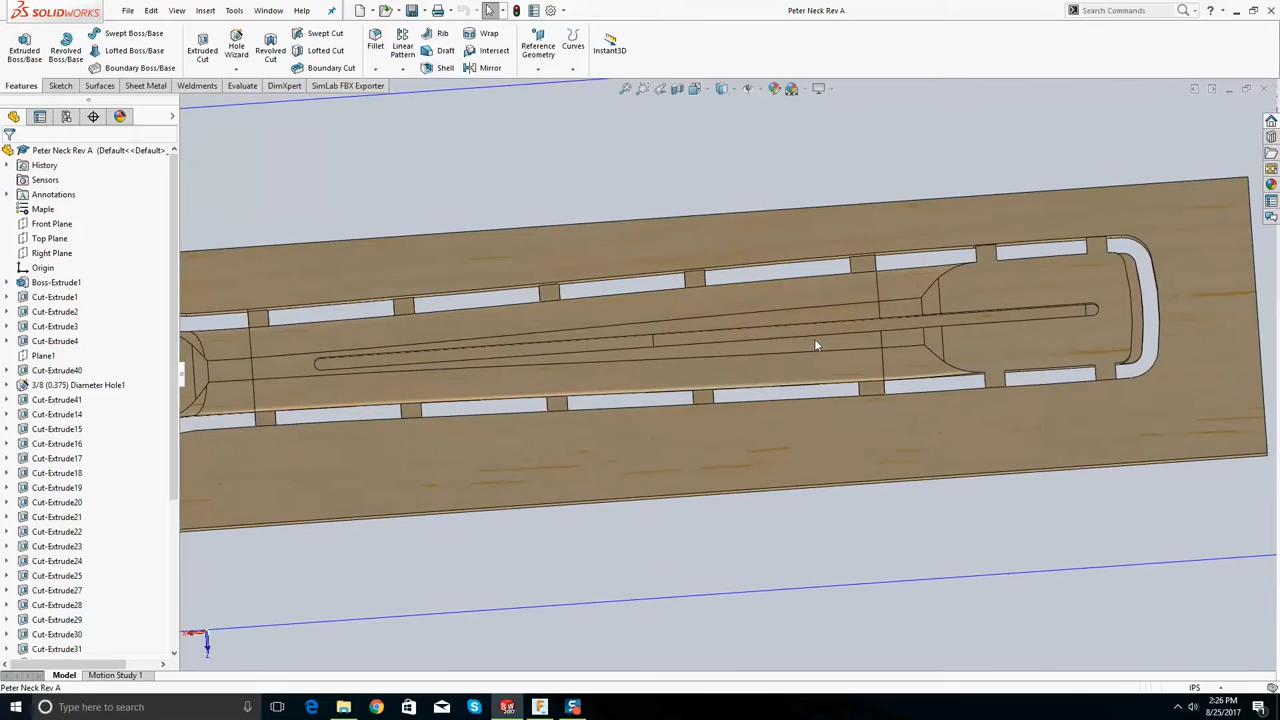 SOLIDWORKS
File Edit View Insert Tools Window Help
Peter Neck Rev A
Search Commands
Extruded Boss/Base
Revolved Boss/Base
Swept Boss/Base
Lofted Boss/Base
Boundary Boss/Base
Extruded Cut
Hole Wizard
Revolved Cut
Swept Cut
Lofted Cut
Boundary Cut
Fillet
Linear Pattern
Rib
Draft
Shell
Wrap
Intersect
Mirror
Reference Geometry
Curves
Instant3D
Features Sketch Surfaces Sheet Metal Weldments Evaluate DimXpert SimLab FBX Exporter
Peter Neck Rev A (Default<<Default>_
History
Sensors
Annotations
Maple
Front Plane
Top Plane
Right Plane
Origin
Boss-Extrude1
Cut-Extrude1
Cut-Extrude2
Cut-Extrude3
Cut-Extrude4
Plane1
Cut-Extrude40
3/8 (0.375) Diameter Hole1
Cut-Extrude41
Cut-Extrude14
Cut-Extrude15
Cut-Extrude16
Cut-Extrude17
Cut-Extrude18
Cut-Extrude19
Cut-Extrude20
Cut-Extrude21
Cut-Extrude22
Cut-Extrude23
Cut-Extrude24
Cut-Extrude25
Cut-Extrude27
Cut-Extrude28
Cut-Extrude29
Cut-Extrude30
Cut-Extrude31
Z
Model Motion Study 1
Peter Neck Rev A
IPS
Type here to search
2:26 PM
8/25/2017